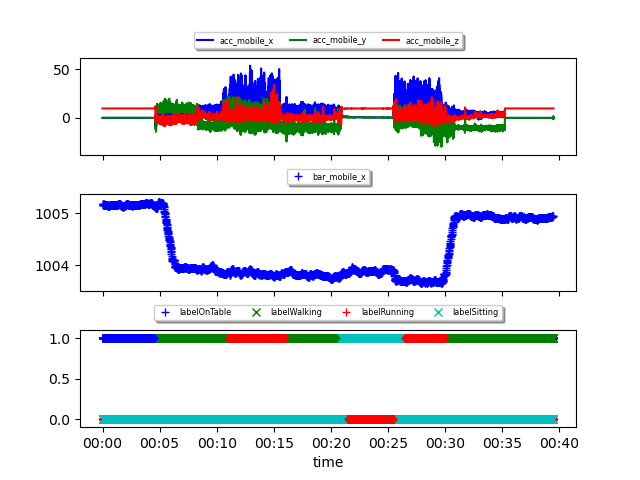 acc_mobile_x acc_mobile_y acc_mobile_z
50
0
bar_mobile_x
1005
1004
labelOnTable labelWalking labelRunning labelSitting
1.0
0.5
0.0
00:00 00:05 00:10 00:15 00:20 00:25 00:30 00:35 00:40
time